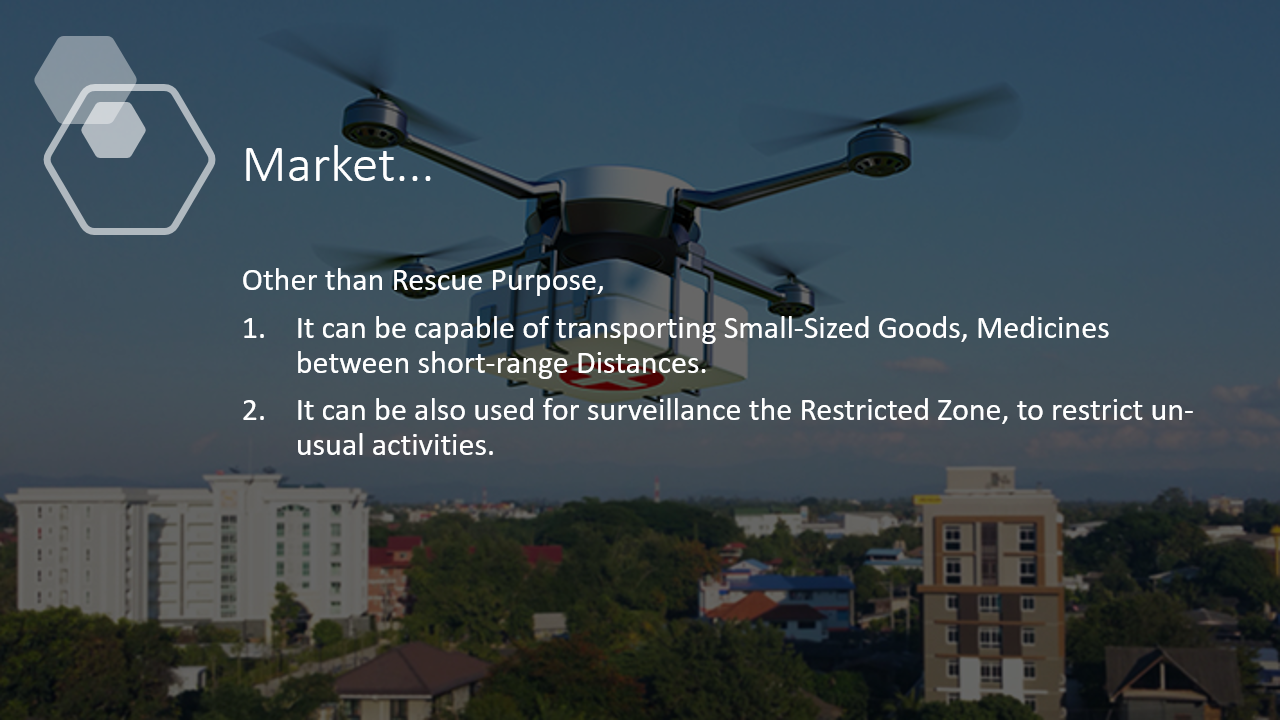 Market...
Other than Rescue Purpose,
1. It can be capable of transporting Small-Sized Goods, Medicines
between short-range Distances.
2. It can be also used for surveillance the Restricted Zone, to restrict un-
usual activities.